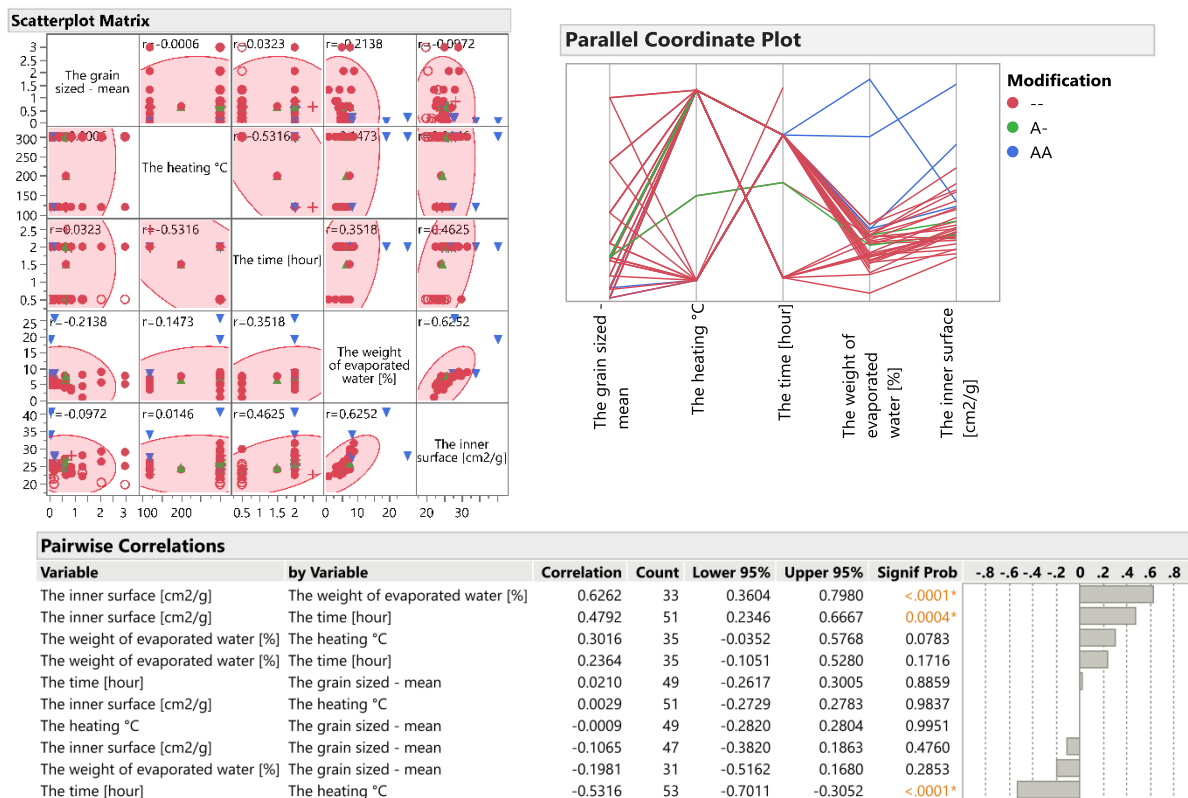 Scatterplot Matrix
3
2.5
2
1.5
1
0.5
0
The grain
sized - mean
r=-0.0006
r=0.0323
r=-0.2138
r=-0.0972
300
250
200
150
100
The heating °C
r=-0.5316
2.5
2
1.5
1
0.5
r=0.0323
r=-0.5316
The time [hour]
r=0.3518
r=0.4625
25
20
15
10
5
0
r=-0.2138
r=0.1473
r=0.3518
The weight
of evaporated
water [%]
r=0.6252
40
35
30
25
20
r=-0.0972
r=0.0146
r=0.4625
r=0.6252
The inner
surface [cm2/g]
0 1 2 3 100 200 0.5 1 1.5 2 0 5 10 20 20 30
Parallel Coordinate Plot
The grain sized -
mean
The heating °C
The time [hour]
The weight of
evaporated
water [%]
The inner surface
[cm2/g]
Modification
--
A-
AA
Pairwise Correlations
Variable by Variable Correlation Count Lower 95% Upper 95% Signif Prob -.8 -.6 -.4 -.2 0 .2 .4 .6 .8
The inner surface [cm2/g] The weight of evaporated water [%] 0.6262 33 0.3604 0.7980 <.0001*
The inner surface [cm2/g] The time [hour] 0.4792 51 0.2346 0.6667 0.0004*
The weight of evaporated water [%] The heating °C 0.3016 35 -0.0352 0.5768 0.0783
The weight of evaporated water [%] The time [hour] 0.2364 35 -0.1051 0.5280 0.1716
The time [hour] The grain sized - mean 0.0210 49 -0.2617 0.3005 0.8859
The inner surface [cm2/g] The heating °C 0.0029 51 -0.2729 0.2783 0.9837
The heating °C The grain sized - mean -0.0009 49 -0.2820 0.2804 0.9951
The inner surface [cm2/g] The grain sized - mean -0.1065 47 -0.3820 0.1863 0.4760
The weight of evaporated water [%] The grain sized - mean -0.1981 31 -0.5162 0.1680 0.2853
The time [hour] The heating °C -0.5316 53 -0.7011 -0.3052 <.0001*